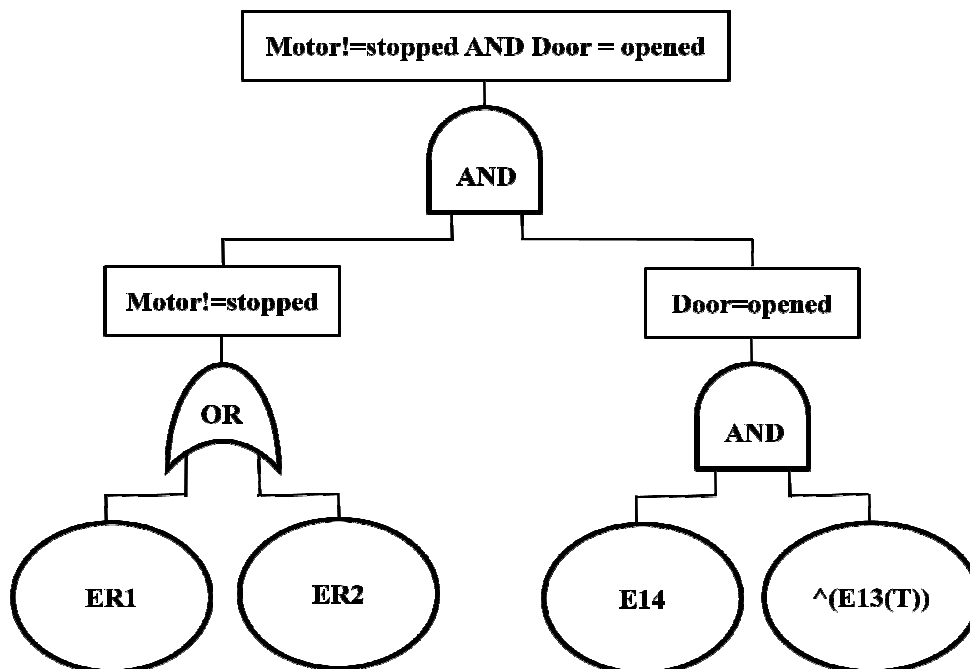 Motor!=stopped AND Door = opened
AND
Motor!=stopped
Door=opened
OR
AND
ER1
ER2
E14
^(E13(T))